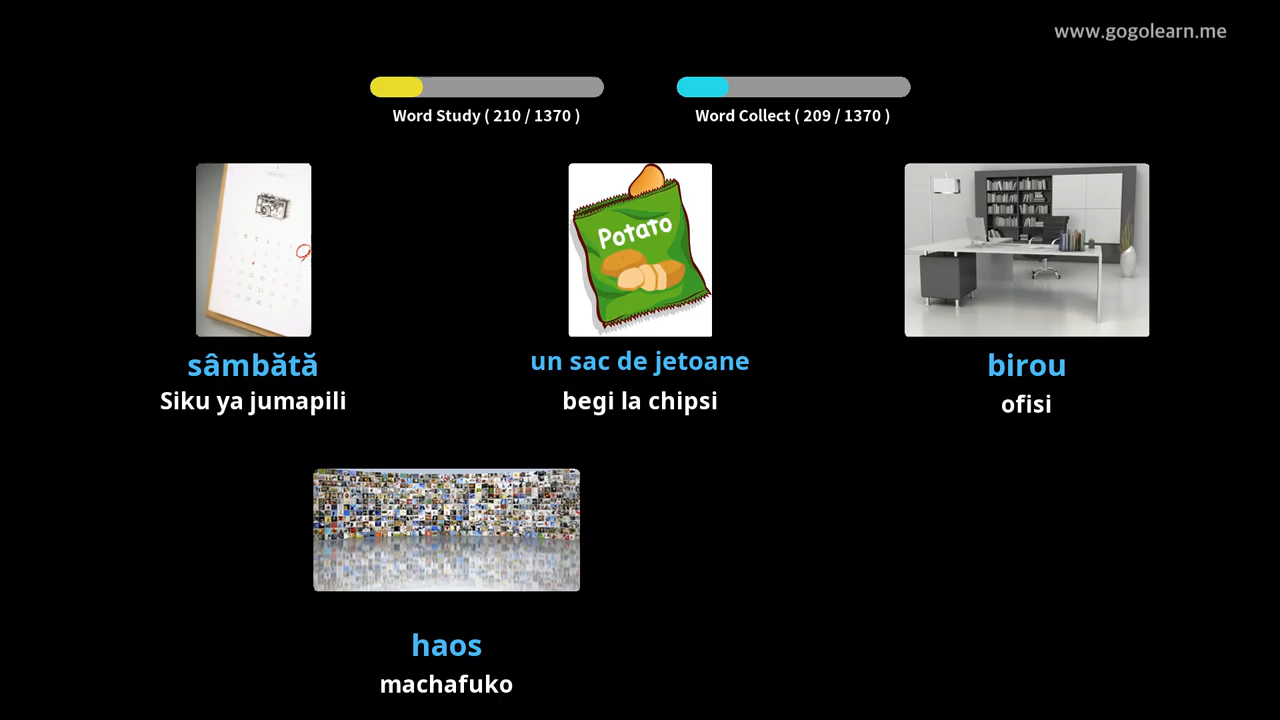 www.gogolearn.me
Word Study ( 210 / 1370 )
Word Collect ( 209 / 1370 )
Potato
sâmbătă
un sac de jetoane
birou
Siku ya jumapili
begi la chipsi
ofisi
haos
machafuko